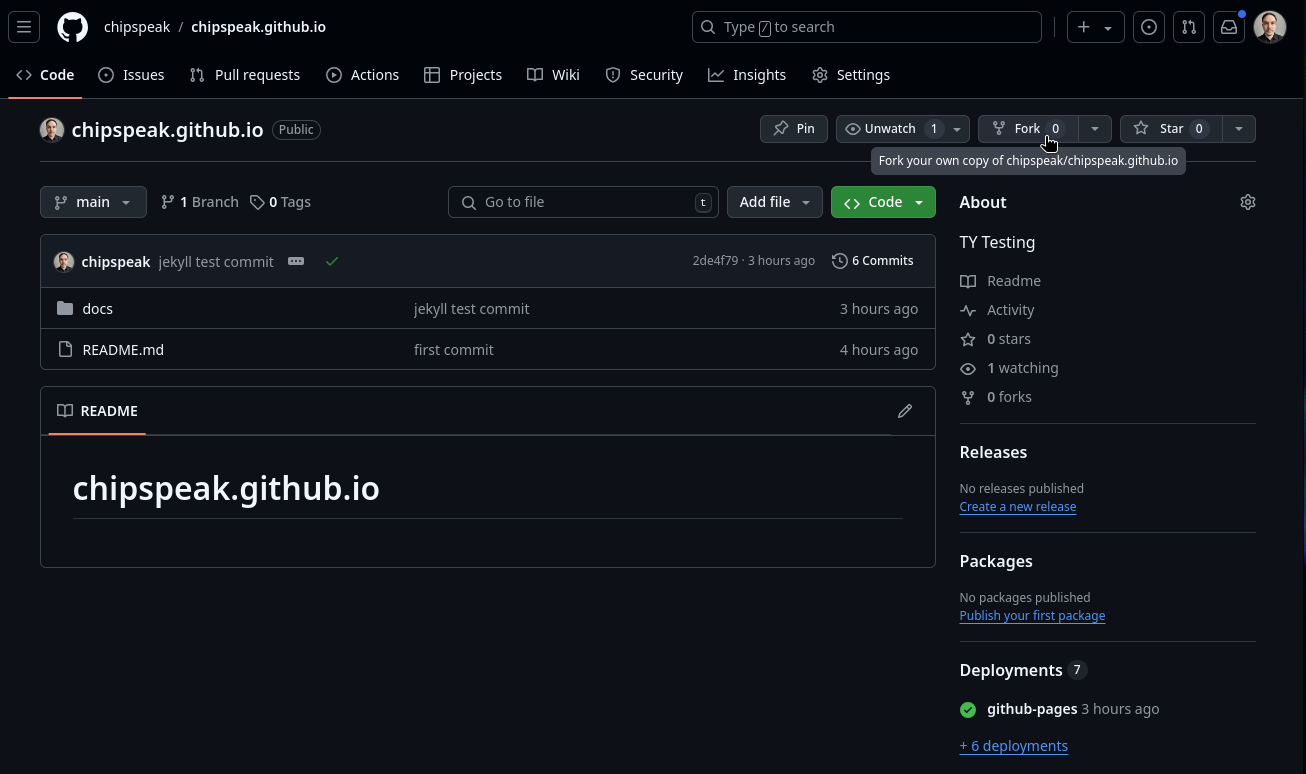 chipspeak / chipspeak.github.io
Type / to search
Code Issues Pull requests Actions Projects Wiki Security Insights Settings
chipspeak.github.io Public
Pin Unwatch 1 Fork 0 Star 0
Fork your own copy of chipspeak/chipspeak.github.io
main 1 Branch 0 Tags Go to file t Add file Code
chipspeak jekyll test commit 2de4f79 · 3 hours ago 6 Commits
docs jekyll test commit 3 hours ago
README.md first commit 4 hours ago
README
chipspeak.github.io
About
TY Testing
Readme
Activity
0 stars
1 watching
0 forks
Releases
No releases published
Create a new release
Packages
No packages published
Publish your first package
Deployments 7
github-pages 3 hours ago
+ 6 deployments